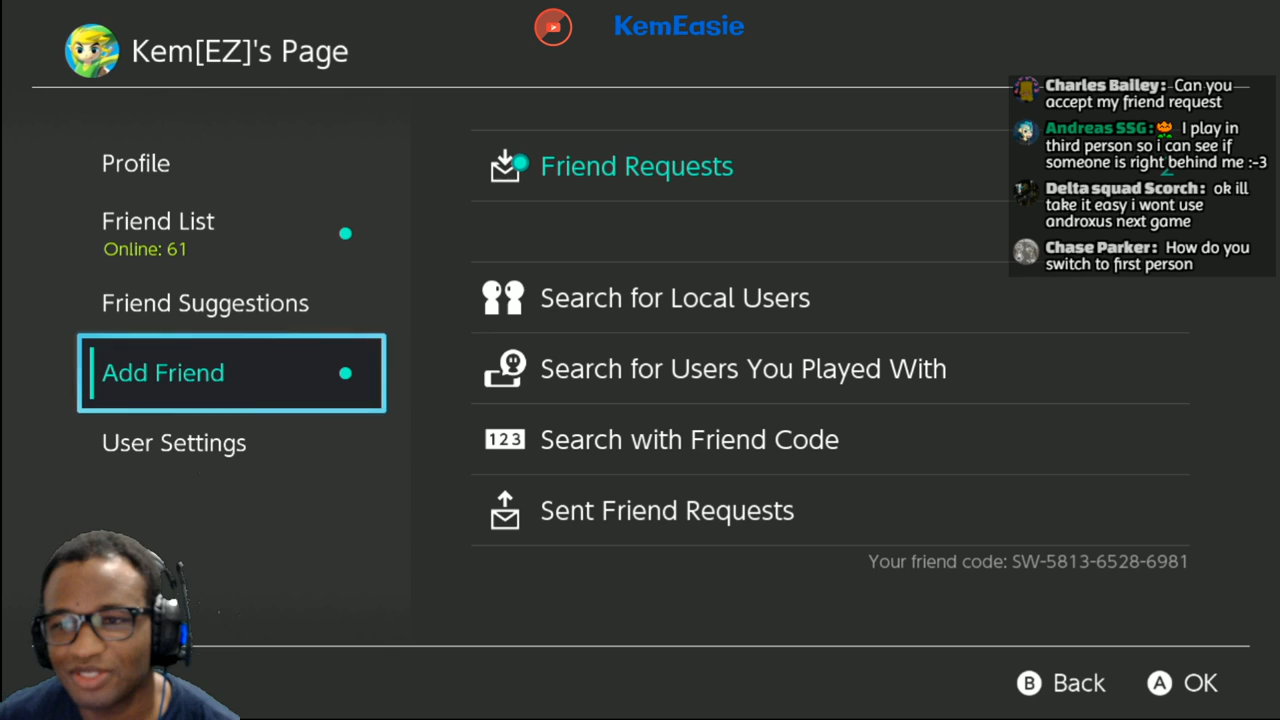 KemEasie
Kem[EZ]'s Page
Charles Bailey: Can you
accept my friend request
Andreas SSG: I play in
third person so i can see if
someone is right behind me :-3
Delta squad Scorch: ok ill
take it easy i wont use
androxus next game
Chase Parker: How do you
switch to first person
Profile
Friend List
Online: 61
Friend Suggestions
Add Friend
User Settings
Friend Requests
Search for Local Users
Search for Users You Played With
123 Search with Friend Code
Sent Friend Requests
Your friend code: SW-5813-6528-6981
B Back
A OK